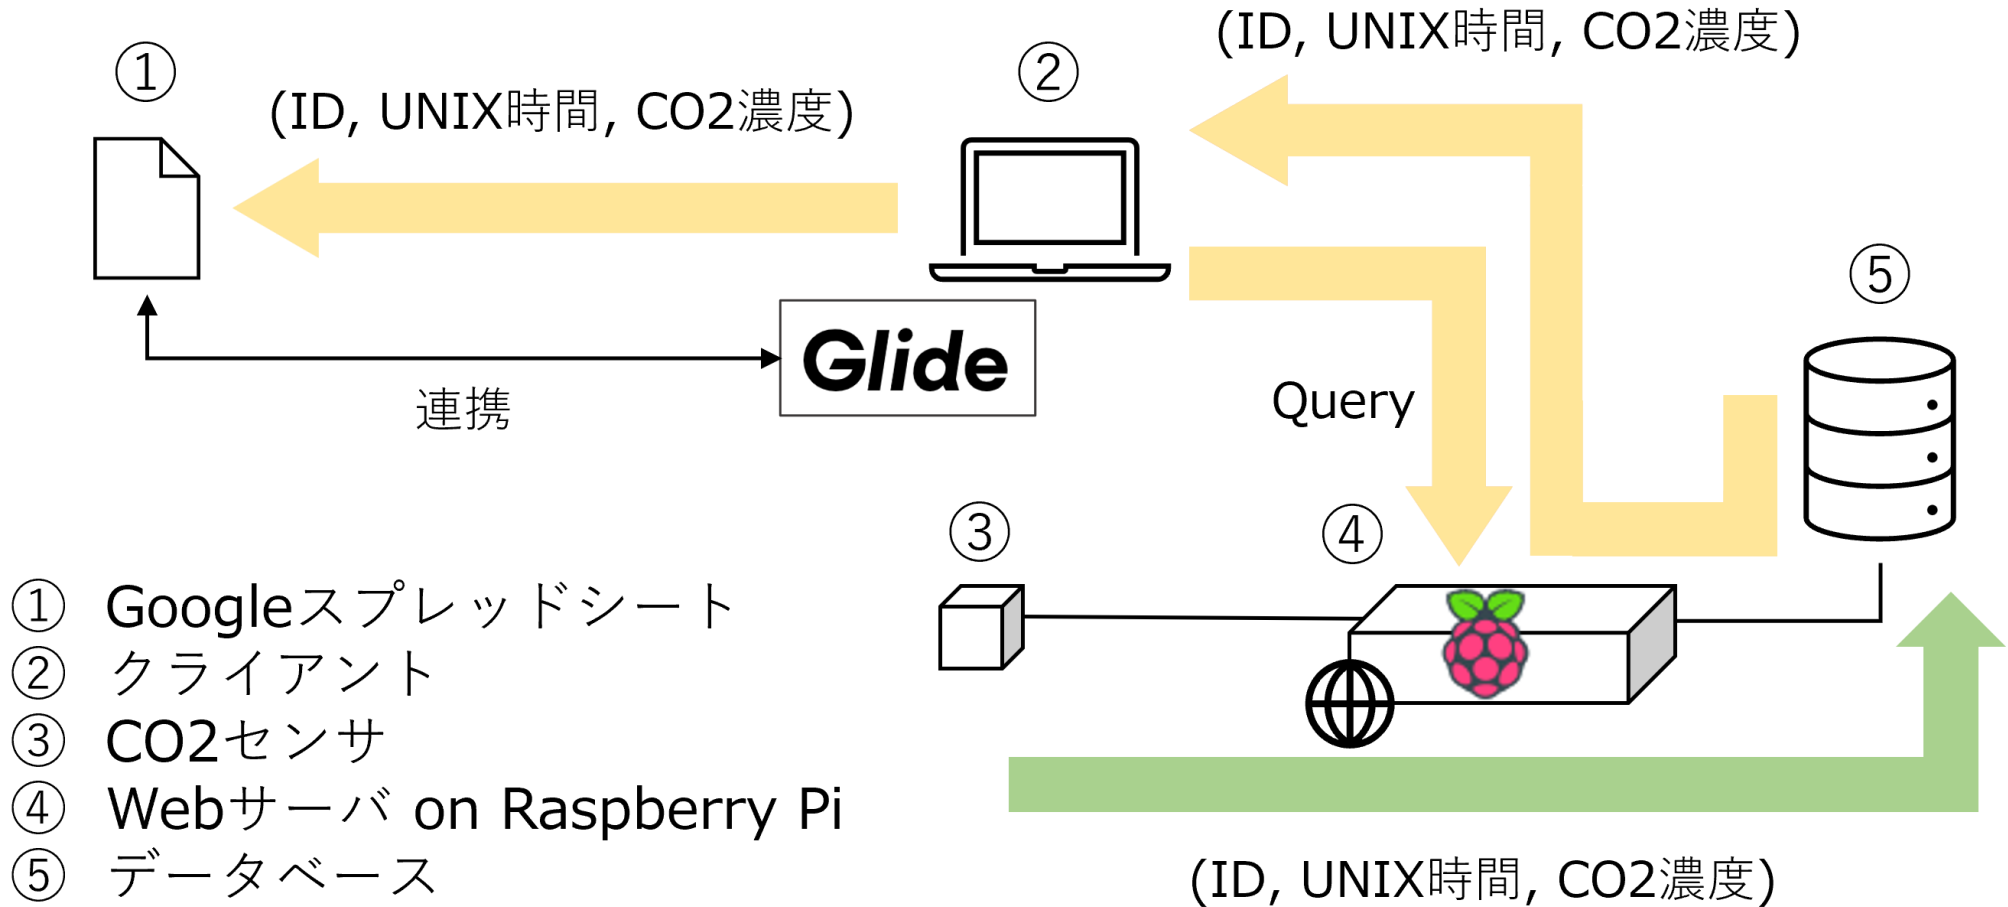 (ID, UNIX時間, CO2濃度)
①
②
(ID, UNIX時間, CO2濃度)
⑤
Glide
連携
Query
③
④
① Googleスプレッドシート
② クライアント
③ CO2センサ
④ Webサーバ on Raspberry Pi
⑤ データベース
(ID, UNIX時間, CO2濃度)